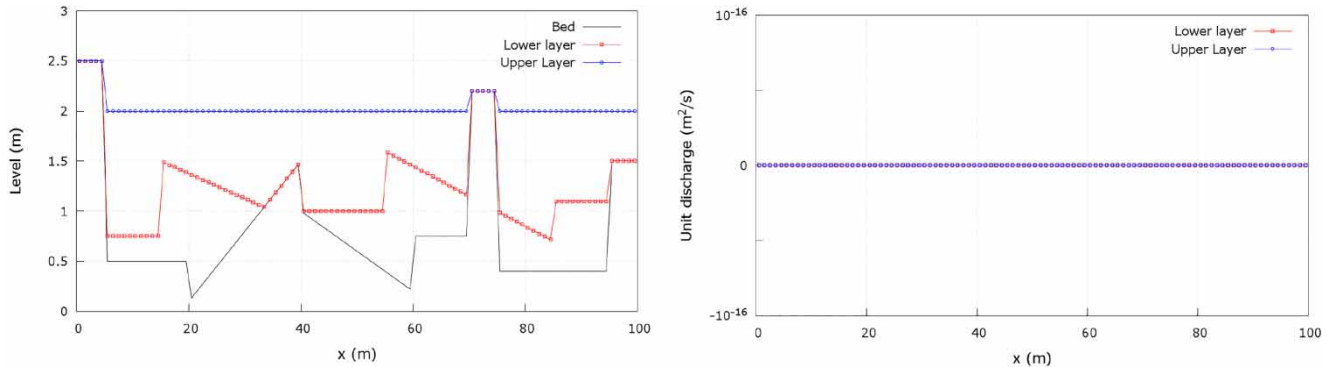 Bed
Lower layer
Upper Layer
3
2.5
2
1.5
1
0.5
0
Level (m)
0 20 40 60 80 100
x (m)
Lower layer
Upper Layer
10⁻¹⁶
0
-10⁻¹⁶
Unit discharge (m²/s)
0 20 40 60 80 100
x (m)